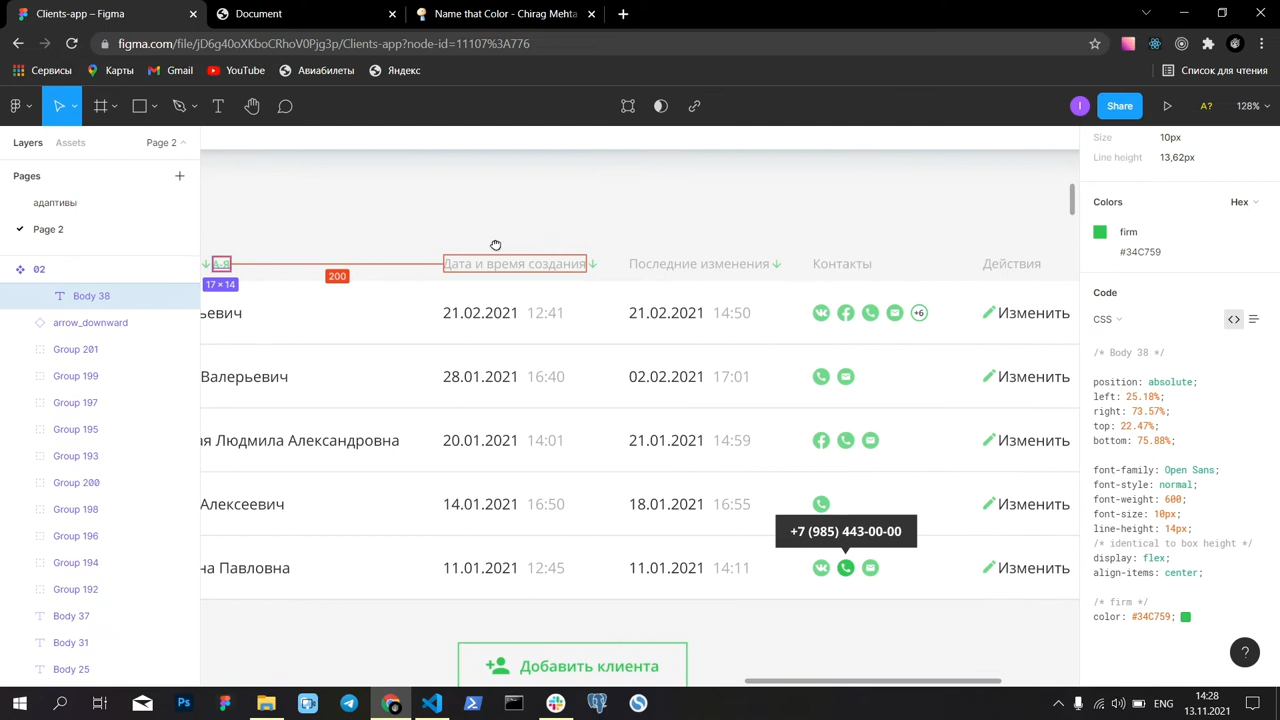 Clients-app – Figma
Document
Name that Color - Chirag Mehta
figma.com/file/jD6g40oXKboCRhoV0Pjg3p/Clients-app?node-id=11107%3A776
Сервисы
Карты
Gmail
YouTube
Авиабилеты
Яндекс
Список для чтения
I
Share
A?
128%
Layers
Assets
Page 2
Pages
адаптивы
Page 2
02
Body 38
arrow_downward
Group 201
Group 199
Group 197
Group 195
Group 193
Group 200
Group 198
Group 196
Group 194
Group 192
Body 37
Body 31
Body 25
А-Я
Дата и время создания
Последние изменения
Контакты
Действия
17 × 14
200
ьевич 21.02.2021 12:41 21.02.2021 14:50 +6 Изменить
Валерьевич 28.01.2021 16:40 02.02.2021 17:01 Изменить
ая Людмила Александровна 20.01.2021 14:01 21.01.2021 14:59 Изменить
Алексеевич 14.01.2021 16:50 18.01.2021 16:55 Изменить
+7 (985) 443-00-00
на Павловна 11.01.2021 12:45 11.01.2021 14:11 Изменить
Добавить клиента
Size 10px
Line height 13,62px
Colors Hex
firm
#34C759
Code
CSS
/* Body 38 */
position: absolute;
left: 25.18%;
right: 73.57%;
top: 22.47%;
bottom: 75.88%;
font-family: Open Sans;
font-style: normal;
font-weight: 600;
font-size: 10px;
line-height: 14px;
/* identical to box height */
display: flex;
align-items: center;
/* firm */
color: #34C759;
?
Ps
ENG
14:28
13.11.2021